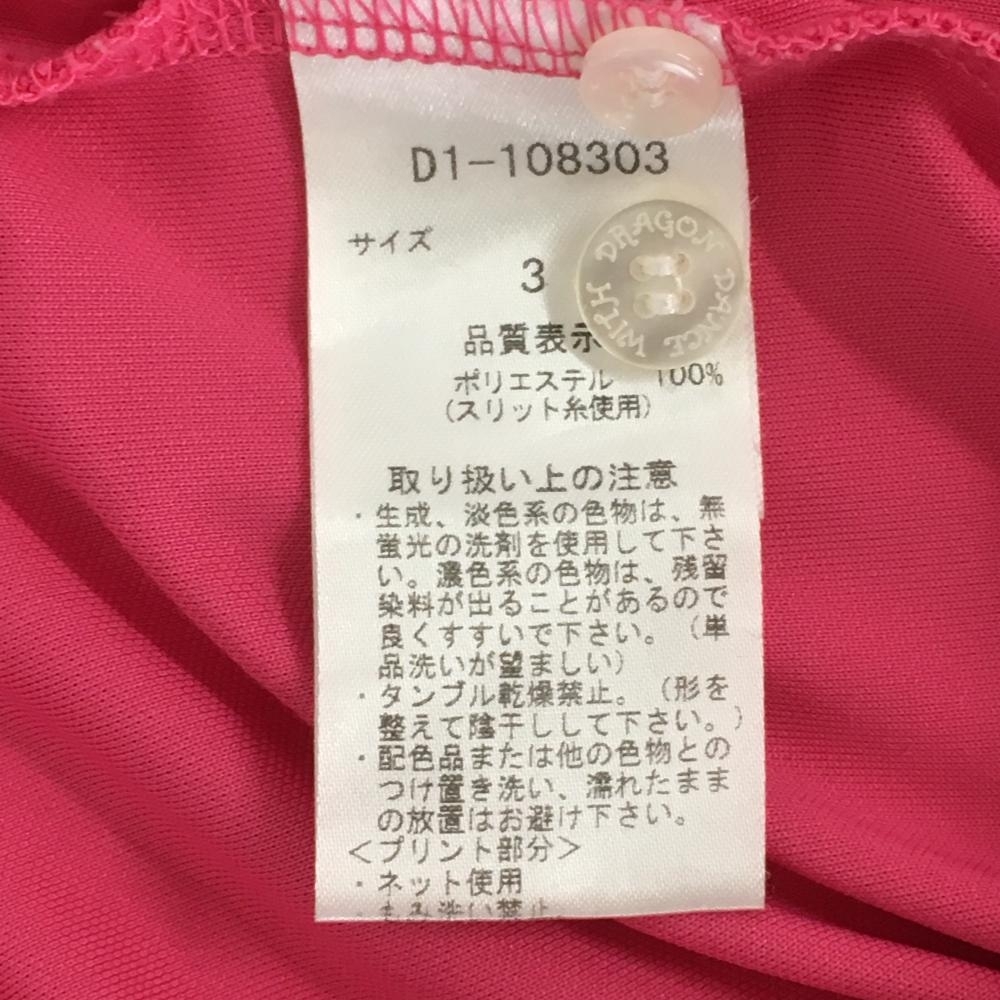 D1-108303
サイズ
3
DANCE WITH DRAGON
品質表示
ポリエステル 100%
(スリット糸使用)
取り扱い上の注意
・生成、淡色系の色物は、無
蛍光の洗剤を使用して下さ
い。濃色系の色物は、残留
染料が出ることがあるので
良くすすいで下さい。(単
品洗いが望ましい)
・タンブル乾燥禁止。(形を
整えて陰干しして下さい。)
・配色品または他の色物との
つけ置き洗い、濡れたまま
の放置はお避け下さい。
<プリント部分>
・ネット使用
・もみ洗い禁止。